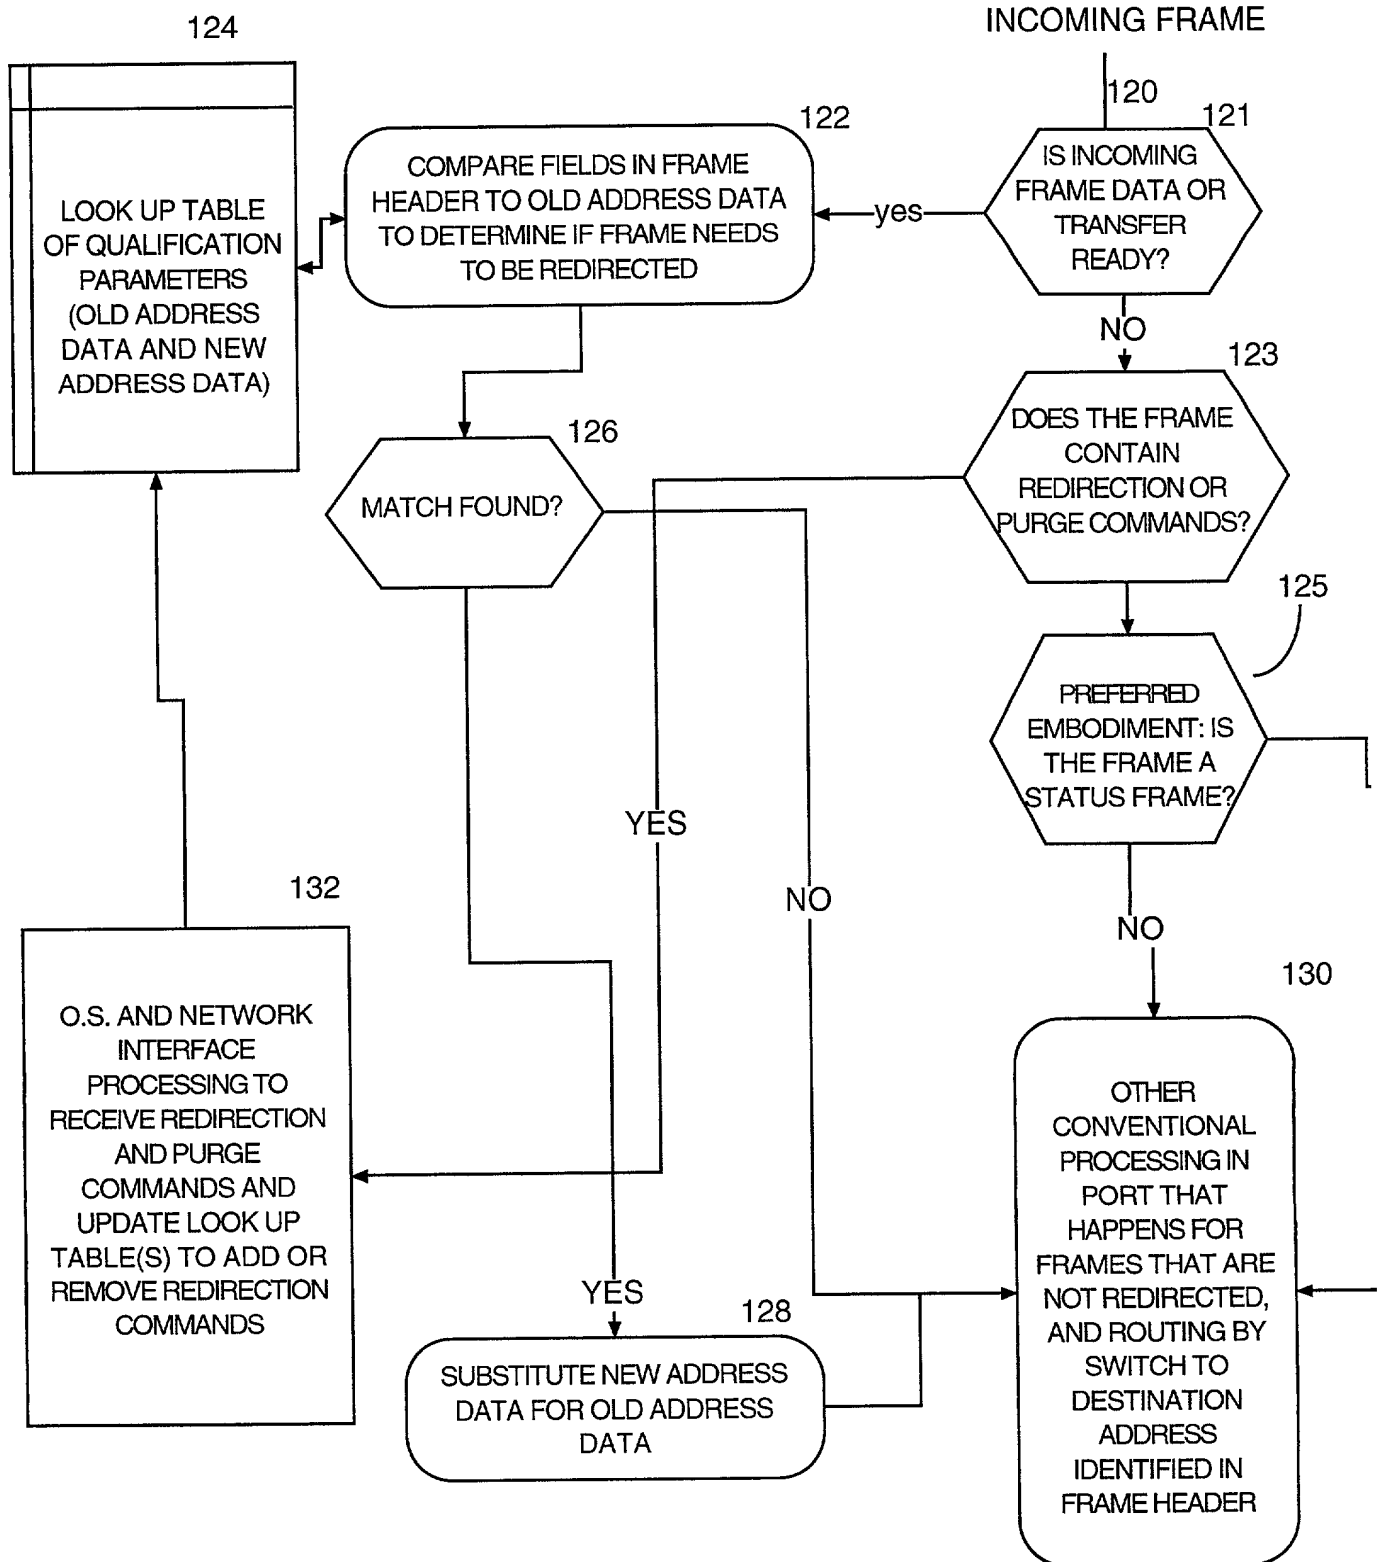 124
INCOMING FRAME
120
121
122
IS INCOMING
FRAME DATA OR
TRANSFER
READY?
COMPARE FIELDS IN FRAME
HEADER TO OLD ADDRESS DATA
TO DETERMINE IF FRAME NEEDS
TO BE REDIRECTED
yes
LOOK UP TABLE
OF QUALIFICATION
PARAMETERS
(OLD ADDRESS
DATA AND NEW
ADDRESS DATA)
NO
123
DOES THE FRAME
CONTAIN
REDIRECTION OR
PURGE COMMANDS?
126
MATCH FOUND?
125
PREFERRED
EMBODIMENT: IS
THE FRAME A
STATUS FRAME?
YES
NO
NO
132
O.S. AND NETWORK
INTERFACE
PROCESSING TO
RECEIVE REDIRECTION
AND PURGE
COMMANDS AND
UPDATE LOOK UP
TABLE(S) TO ADD OR
REMOVE REDIRECTION
COMMANDS
130
OTHER
CONVENTIONAL
PROCESSING IN
PORT THAT
HAPPENS FOR
FRAMES THAT ARE
NOT REDIRECTED,
AND ROUTING BY
SWITCH TO
DESTINATION
ADDRESS
IDENTIFIED IN
FRAME HEADER
YES
128
SUBSTITUTE NEW ADDRESS
DATA FOR OLD ADDRESS
DATA